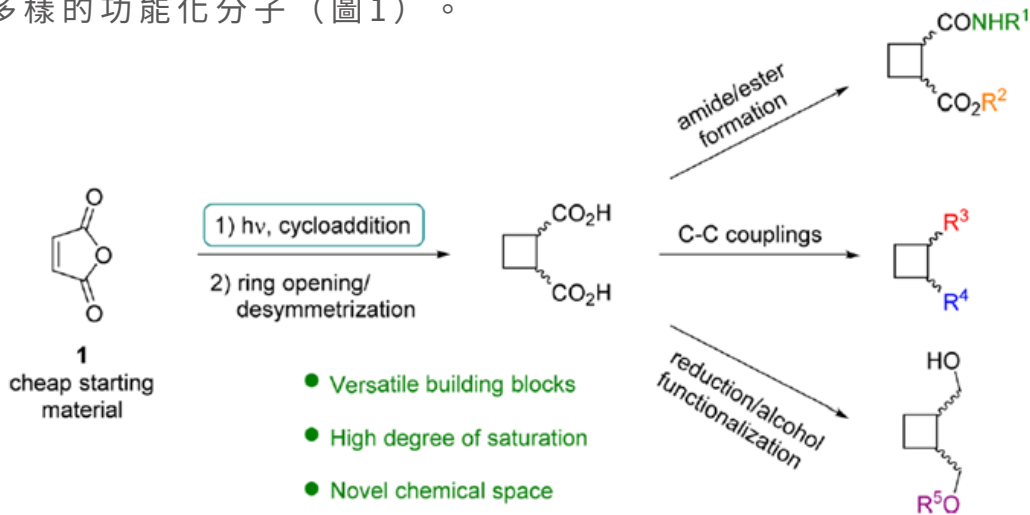 多樣的功能化分子（圖1）。
CONHR¹
CO₂R²
amide/ester
formation
O
O
O
1
cheap starting
material
1) hν, cycloaddition
2) ring opening/
desymmetrization
CO₂H
CO₂H
C-C couplings
R³
R⁴
reduction/alcohol
functionalization
HO
R⁵O
● Versatile building blocks
● High degree of saturation
● Novel chemical space